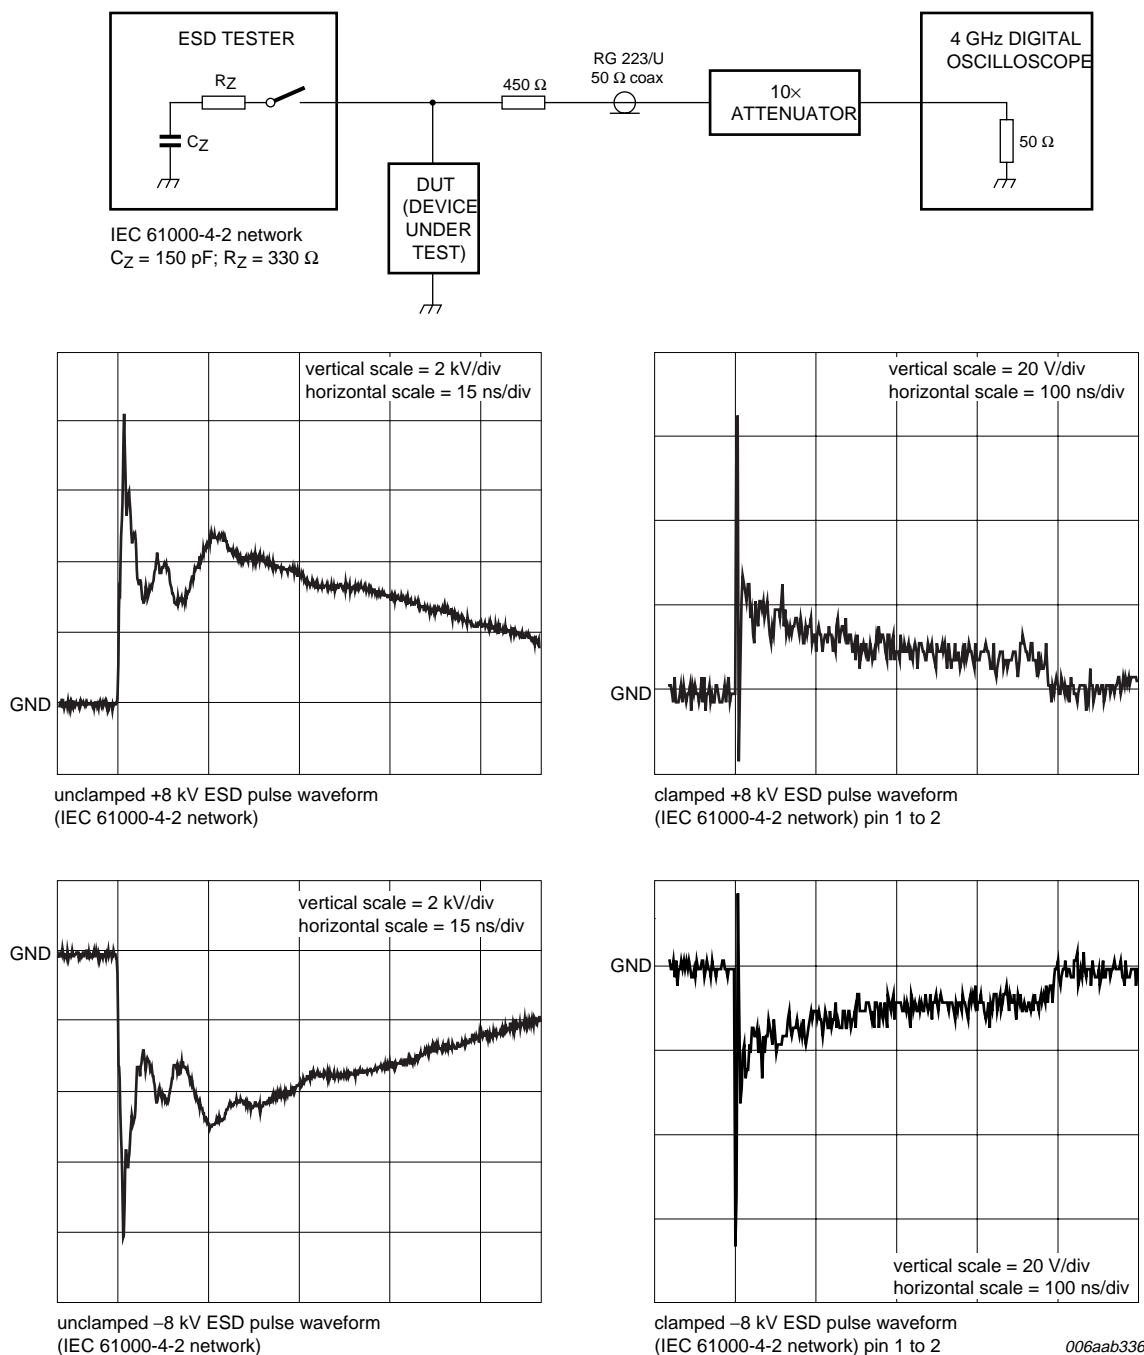 ESD TESTER
RZ
CZ
IEC 61000-4-2 network
CZ = 150 pF; RZ = 330 Ω
DUT
(DEVICE
UNDER
TEST)
450 Ω
RG 223/U
50 Ω coax
10×
ATTENUATOR
4 GHz DIGITAL
OSCILLOSCOPE
50 Ω
vertical scale = 2 kV/div
horizontal scale = 15 ns/div
GND
unclamped +8 kV ESD pulse waveform
(IEC 61000-4-2 network)
vertical scale = 20 V/div
horizontal scale = 100 ns/div
GND
clamped +8 kV ESD pulse waveform
(IEC 61000-4-2 network) pin 1 to 2
vertical scale = 2 kV/div
horizontal scale = 15 ns/div
GND
unclamped −8 kV ESD pulse waveform
(IEC 61000-4-2 network)
GND
vertical scale = 20 V/div
horizontal scale = 100 ns/div
clamped −8 kV ESD pulse waveform
(IEC 61000-4-2 network) pin 1 to 2
006aab336